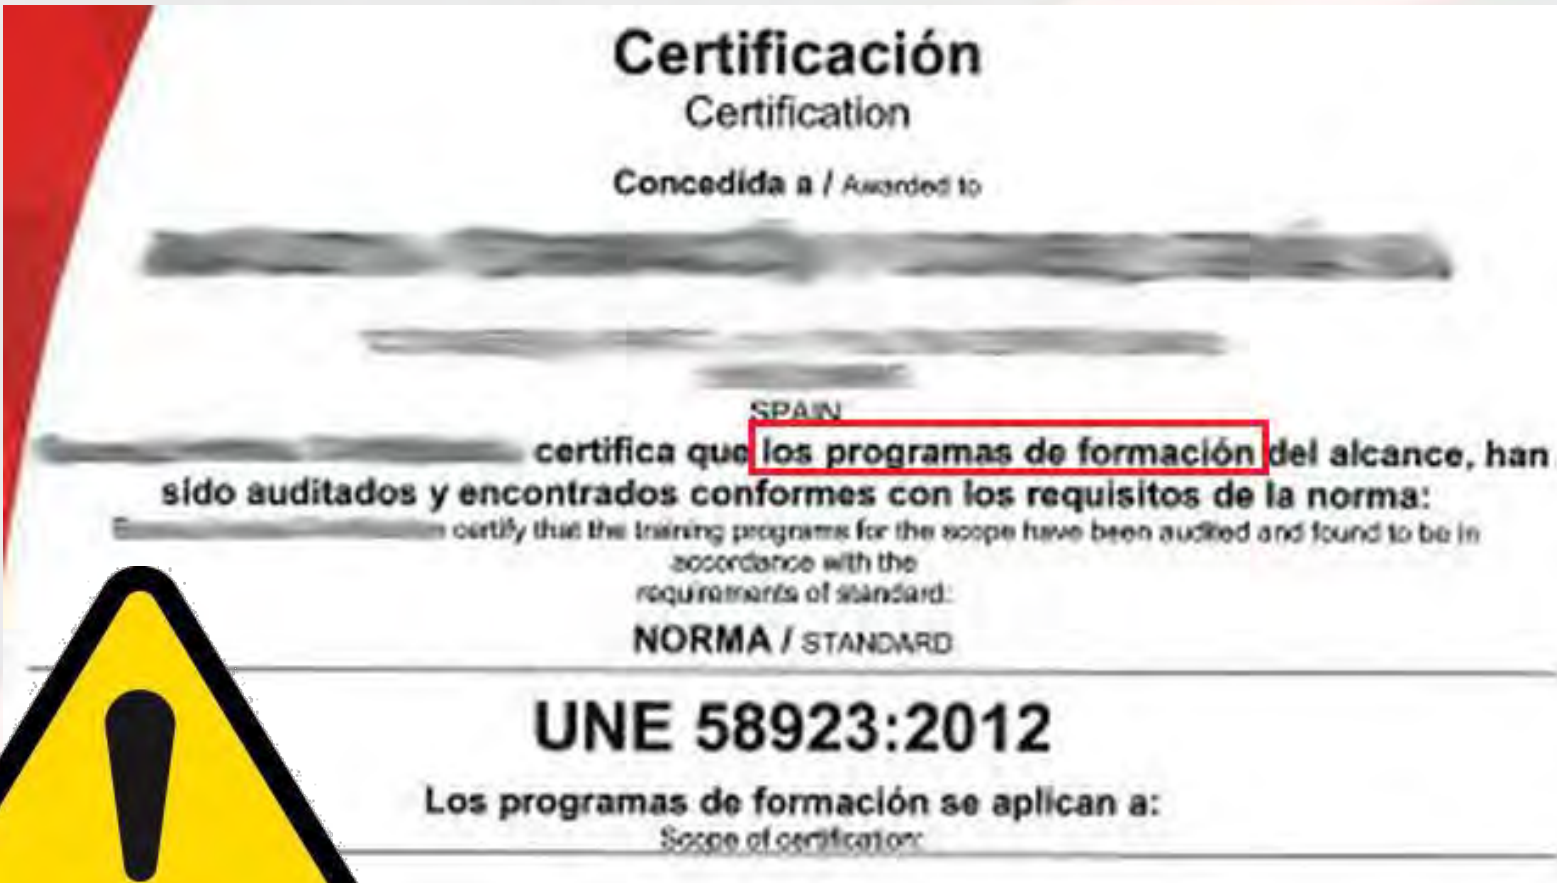 Certificación
Certification
Concedida a / Awarded to
SPAIN
certifica que los programas de formación del alcance, han
sido auditados y encontrados conformes con los requisitos de la norma:
certify that the training programs for the scope have been audited and found to be in
accordance with the
requirements of standard:
NORMA / STANDARD
UNE 58923:2012
Los programas de formación se aplican a:
Scope of certification: